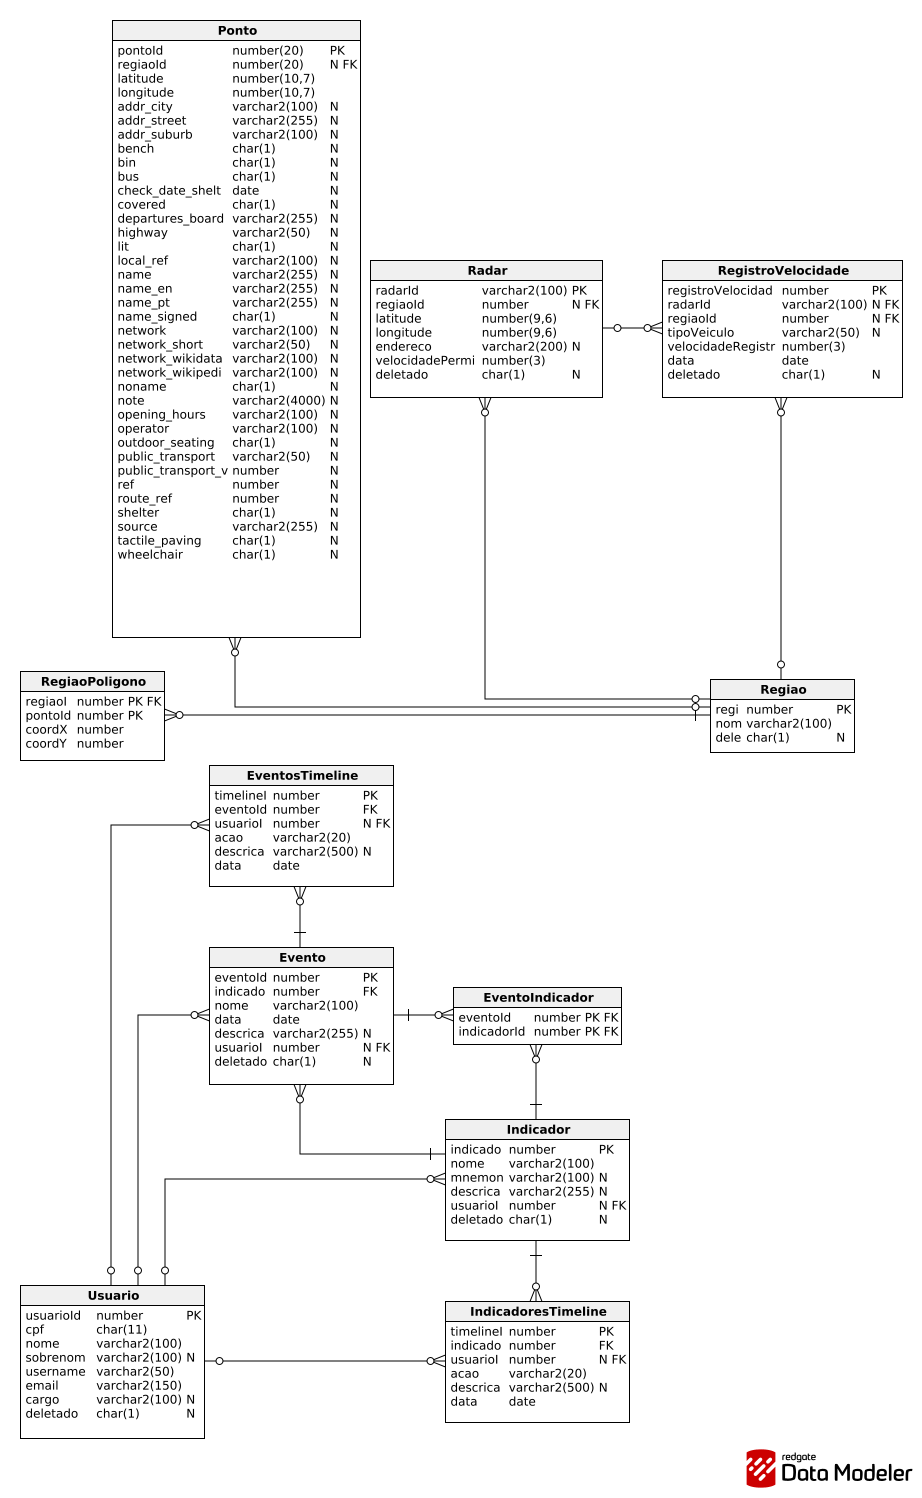 Ponto
pontoId number(20) PK
regiaoId number(20) N FK
latitude number(10,7)
longitude number(10,7)
addr_city varchar2(100) N
addr_street varchar2(255) N
addr_suburb varchar2(100) N
bench char(1) N
bin char(1) N
bus char(1) N
check_date_shelt date N
covered char(1) N
departures_board varchar2(255) N
highway varchar2(50) N
lit char(1) N
local_ref varchar2(100) N
name varchar2(255) N
name_en varchar2(255) N
name_pt varchar2(255) N
name_signed char(1) N
network varchar2(100) N
network_short varchar2(50) N
network_wikidata varchar2(100) N
network_wikipedi varchar2(100) N
noname char(1) N
note varchar2(4000) N
opening_hours varchar2(100) N
operator varchar2(100) N
outdoor_seating char(1) N
public_transport varchar2(50) N
public_transport_v number N
ref number N
route_ref number N
shelter char(1) N
source varchar2(255) N
tactile_paving char(1) N
wheelchair char(1) N
Radar
radarId varchar2(100) PK
regiaoId number N FK
latitude number(9,6)
longitude number(9,6)
endereco varchar2(200) N
velocidadePermi number(3)
deletado char(1) N
RegistroVelocidade
registroVelocidad number PK
radarId varchar2(100) N FK
regiaoId number N FK
tipoVeiculo varchar2(50) N
velocidadeRegistr number(3)
data date
deletado char(1) N
RegiaoPoligono
regiaoI number PK FK
pontoId number PK
coordX number
coordY number
Regiao
regi number PK
nom varchar2(100)
dele char(1) N
EventosTimeline
timelineI number PK
eventoId number FK
usuarioI number N FK
acao varchar2(20)
descrica varchar2(500) N
data date
Evento
eventoId number PK
indicado number FK
nome varchar2(100)
data date
descrica varchar2(255) N
usuarioI number N FK
deletado char(1) N
EventoIndicador
eventoId number PK FK
indicadorId number PK FK
Indicador
indicado number PK
nome varchar2(100)
mnemon varchar2(100) N
descrica varchar2(255) N
usuarioI number N FK
deletado char(1) N
Usuario
usuarioId number PK
cpf char(11)
nome varchar2(100)
sobrenom varchar2(100) N
username varchar2(50)
email varchar2(150)
cargo varchar2(100) N
deletado char(1) N
IndicadoresTimeline
timelineI number PK
indicado number FK
usuarioI number N FK
acao varchar2(20)
descrica varchar2(500) N
data date
redgate
Data Modeler